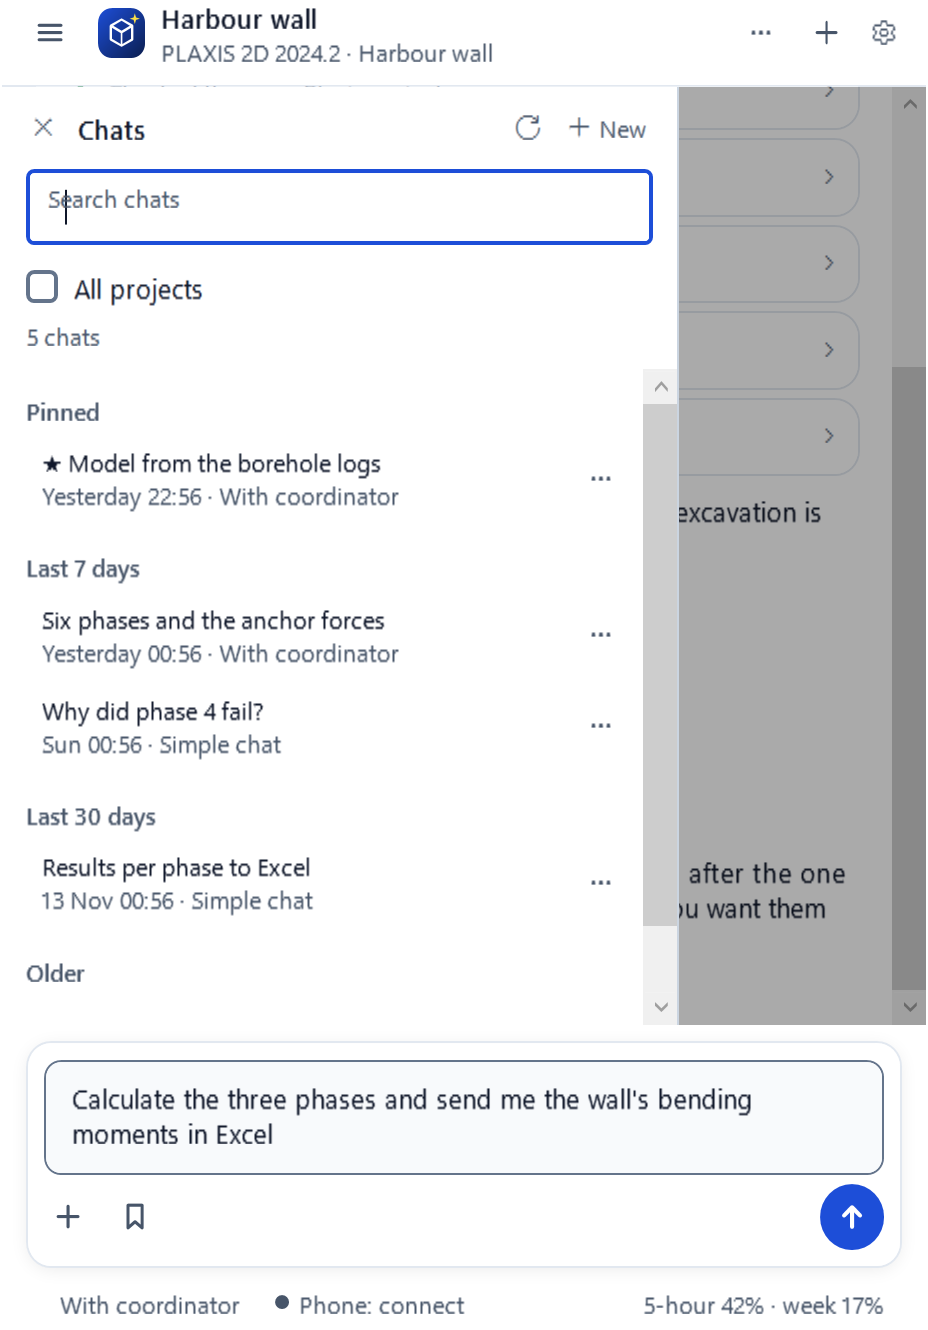 Harbour wall
PLAXIS 2D 2024.2 · Harbour wall
Chats
New
Search chats
All projects
5 chats
Pinned
★ Model from the borehole logs
Yesterday 22:56 · With coordinator
Last 7 days
Six phases and the anchor forces
Yesterday 00:56 · With coordinator
Why did phase 4 fail?
Sun 00:56 · Simple chat
Last 30 days
Results per phase to Excel
13 Nov 00:56 · Simple chat
Older
excavation is
after the one
you want them
Calculate the three phases and send me the wall's bending
moments in Excel
With coordinator
Phone: connect
5-hour 42% · week 17%